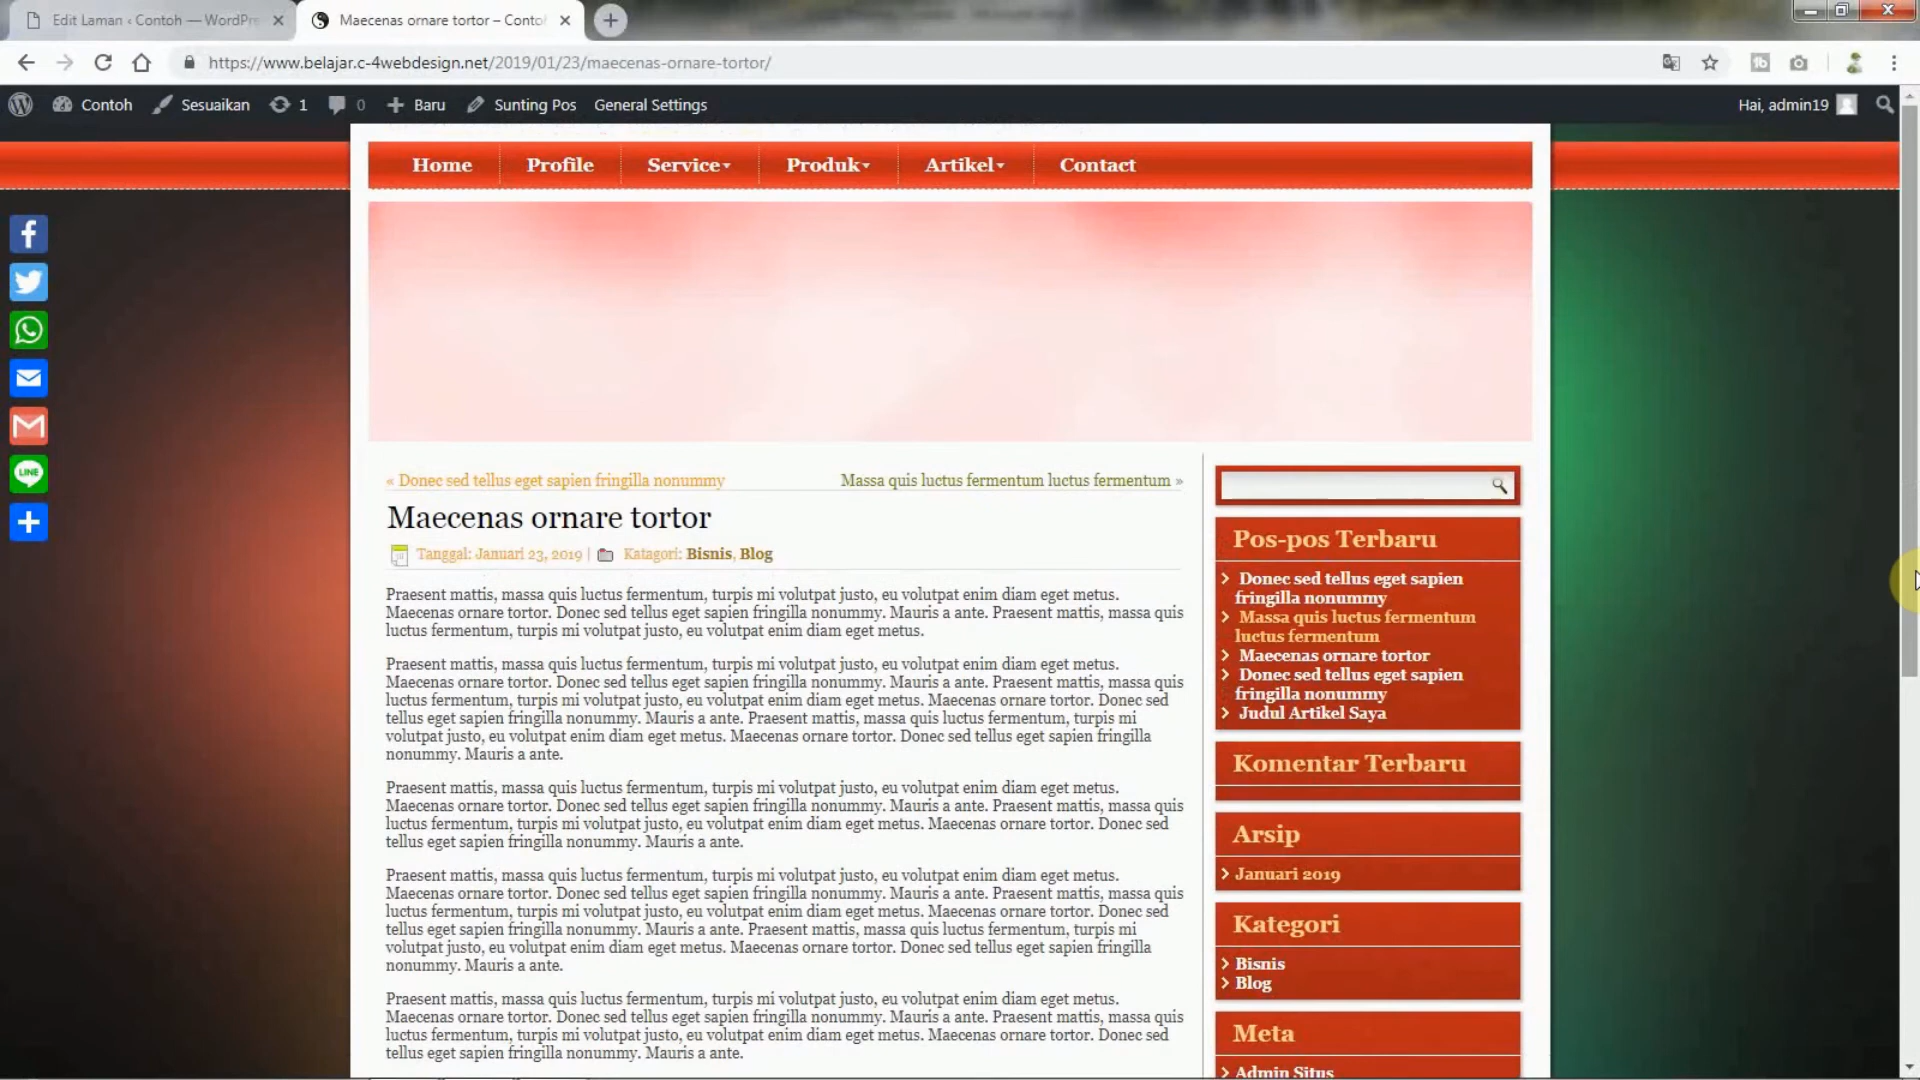 Edit Laman ‹ Contoh — WordPre
Maecenas ornare tortor – Conto
https://www.belajar.c-4webdesign.net/2019/01/23/maecenas-ornare-tortor/
Contoh
Sesuaikan
1
0
Baru
Sunting Pos
General Settings
Hai, admin19
Home
Profile
Service
Produk
Artikel
Contact
LINE
« Donec sed tellus eget sapien fringilla nonummy
Massa quis luctus fermentum luctus fermentum »
Maecenas ornare tortor
Tanggal: Januari 23, 2019 | Katagori: Bisnis, Blog
Praesent mattis, massa quis luctus fermentum, turpis mi volutpat justo, eu volutpat enim diam eget metus.
Maecenas ornare tortor. Donec sed tellus eget sapien fringilla nonummy. Mauris a ante. Praesent mattis, massa quis
luctus fermentum, turpis mi volutpat justo, eu volutpat enim diam eget metus.
Praesent mattis, massa quis luctus fermentum, turpis mi volutpat justo, eu volutpat enim diam eget metus.
Maecenas ornare tortor. Donec sed tellus eget sapien fringilla nonummy. Mauris a ante. Praesent mattis, massa quis
luctus fermentum, turpis mi volutpat justo, eu volutpat enim diam eget metus. Maecenas ornare tortor. Donec sed
tellus eget sapien fringilla nonummy. Mauris a ante. Praesent mattis, massa quis luctus fermentum, turpis mi
volutpat justo, eu volutpat enim diam eget metus. Maecenas ornare tortor. Donec sed tellus eget sapien fringilla
nonummy. Mauris a ante.
Praesent mattis, massa quis luctus fermentum, turpis mi volutpat justo, eu volutpat enim diam eget metus.
Maecenas ornare tortor. Donec sed tellus eget sapien fringilla nonummy. Mauris a ante. Praesent mattis, massa quis
luctus fermentum, turpis mi volutpat justo, eu volutpat enim diam eget metus. Maecenas ornare tortor. Donec sed
tellus eget sapien fringilla nonummy. Mauris a ante.
Praesent mattis, massa quis luctus fermentum, turpis mi volutpat justo, eu volutpat enim diam eget metus.
Maecenas ornare tortor. Donec sed tellus eget sapien fringilla nonummy. Mauris a ante. Praesent mattis, massa quis
luctus fermentum, turpis mi volutpat justo, eu volutpat enim diam eget metus. Maecenas ornare tortor. Donec sed
tellus eget sapien fringilla nonummy. Mauris a ante. Praesent mattis, massa quis luctus fermentum, turpis mi
volutpat justo, eu volutpat enim diam eget metus. Maecenas ornare tortor. Donec sed tellus eget sapien fringilla
nonummy. Mauris a ante.
Praesent mattis, massa quis luctus fermentum, turpis mi volutpat justo, eu volutpat enim diam eget metus.
Maecenas ornare tortor. Donec sed tellus eget sapien fringilla nonummy. Mauris a ante. Praesent mattis, massa quis
luctus fermentum, turpis mi volutpat justo, eu volutpat enim diam eget metus. Maecenas ornare tortor. Donec sed
tellus eget sapien fringilla nonummy. Mauris a ante.
Pos-pos Terbaru
Donec sed tellus eget sapien
fringilla nonummy
Massa quis luctus fermentum
luctus fermentum
Maecenas ornare tortor
Donec sed tellus eget sapien
fringilla nonummy
Judul Artikel Saya
Komentar Terbaru
Arsip
Januari 2019
Kategori
Bisnis
Blog
Meta
Admin Situs